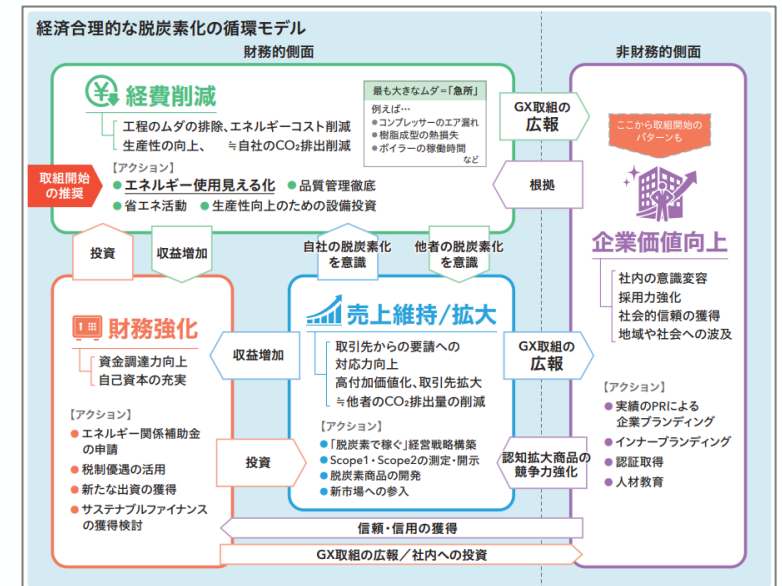 経済合理的な脱炭素化の循環モデル
財務的側面
非財務的側面
経費削減
工程のムダの排除、エネルギーコスト削減
生産性の向上、 ≒自社のCO₂排出削減
最も大きなムダ=「急所」
例えば…
●コンプレッサーのエア漏れ
●樹脂成型の熱損失
●ボイラーの稼働時間
など
【アクション】
●エネルギー使用見える化 ●品質管理徹底
●省エネ活動 ●生産性向上のための設備投資
取組開始
の推奨
GX取組の
広報
根拠
ここから取組開始の
パターンも
企業価値向上
社内の意識変容
採用力強化
社会的信頼の獲得
地域や社会への波及
【アクション】
●実績のPRによる
企業ブランディング
●インナーブランディング
●認証取得
●人材教育
投資
収益増加
自社の脱炭素化
を意識
他者の脱炭素化
を意識
財務強化
資金調達力向上
自己資本の充実
【アクション】
●エネルギー関係補助金
の申請
●税制優遇の活用
●新たな出資の獲得
●サステナブルファイナンス
の獲得検討
収益増加
投資
売上維持/拡大
取引先からの要請への
対応力向上
高付加価値化、取引先拡大
≒他者のCO₂排出量の削減
【アクション】
●「脱炭素で稼ぐ」経営戦略構築
●Scope1・Scope2の測定・開示
●脱炭素商品の開発
●新市場への参入
GX取組の
広報
認知拡大商品の
競争力強化
信頼・信用の獲得
GX取組の広報／社内への投資